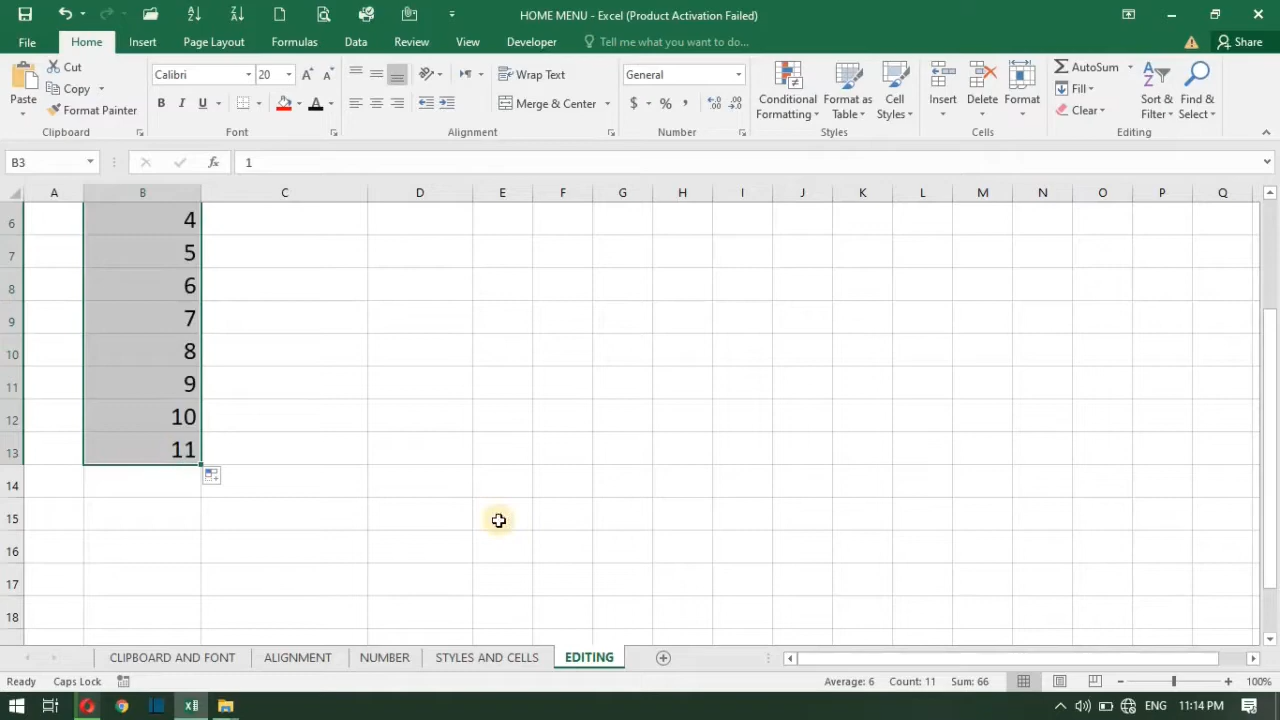 HOME MENU - Excel (Product Activation Failed)
File Home Insert Page Layout Formulas Data Review View Developer Tell me what you want to do... Share
Paste
Cut
Copy
Format Painter
Clipboard
Calibri 20 A A
B I U A
Font
Wrap Text
Merge & Center
Alignment
General
$ % ,
Number
Conditional Formatting
Format as Table
Cell Styles
Styles
Insert
Delete
Format
Cells
AutoSum
Fill
Clear
Sort & Filter
Find & Select
Editing
B3 fx 1
A B C D E F G H I J K L M N O P Q
6 4
7 5
8 6
9 7
10 8
11 9
12 10
13 11
14
15
16
17
18
CLIPBOARD AND FONT ALIGNMENT NUMBER STYLES AND CELLS EDITING
Ready Caps Lock Average: 6 Count: 11 Sum: 66 100%
ENG 11:14 PM